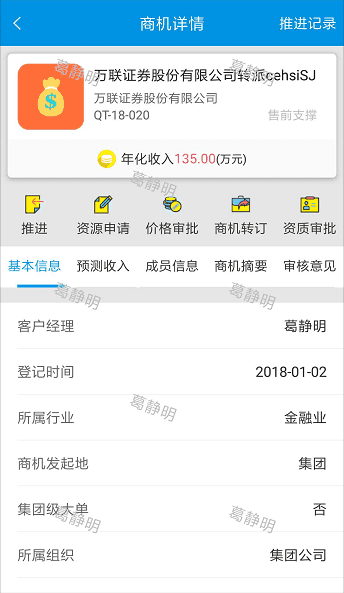 商机详情
推进记录
万联证券股份有限公司转派cehsiSJ
万联证券股份有限公司
QT-18-020
售前支撑
年化收入135.00(万元)
推进 资源申请 价格审批 商机转订 资质审批
基本信息 预测收入 成员信息 商机摘要 审核意见
客户经理 葛静明
登记时间 2018-01-02
所属行业 金融业
商机发起地 集团
集团级大单 否
所属组织 集团公司
葛静明
葛静明
葛静明
葛静明
葛静明
葛静明
葛静明
葛静明